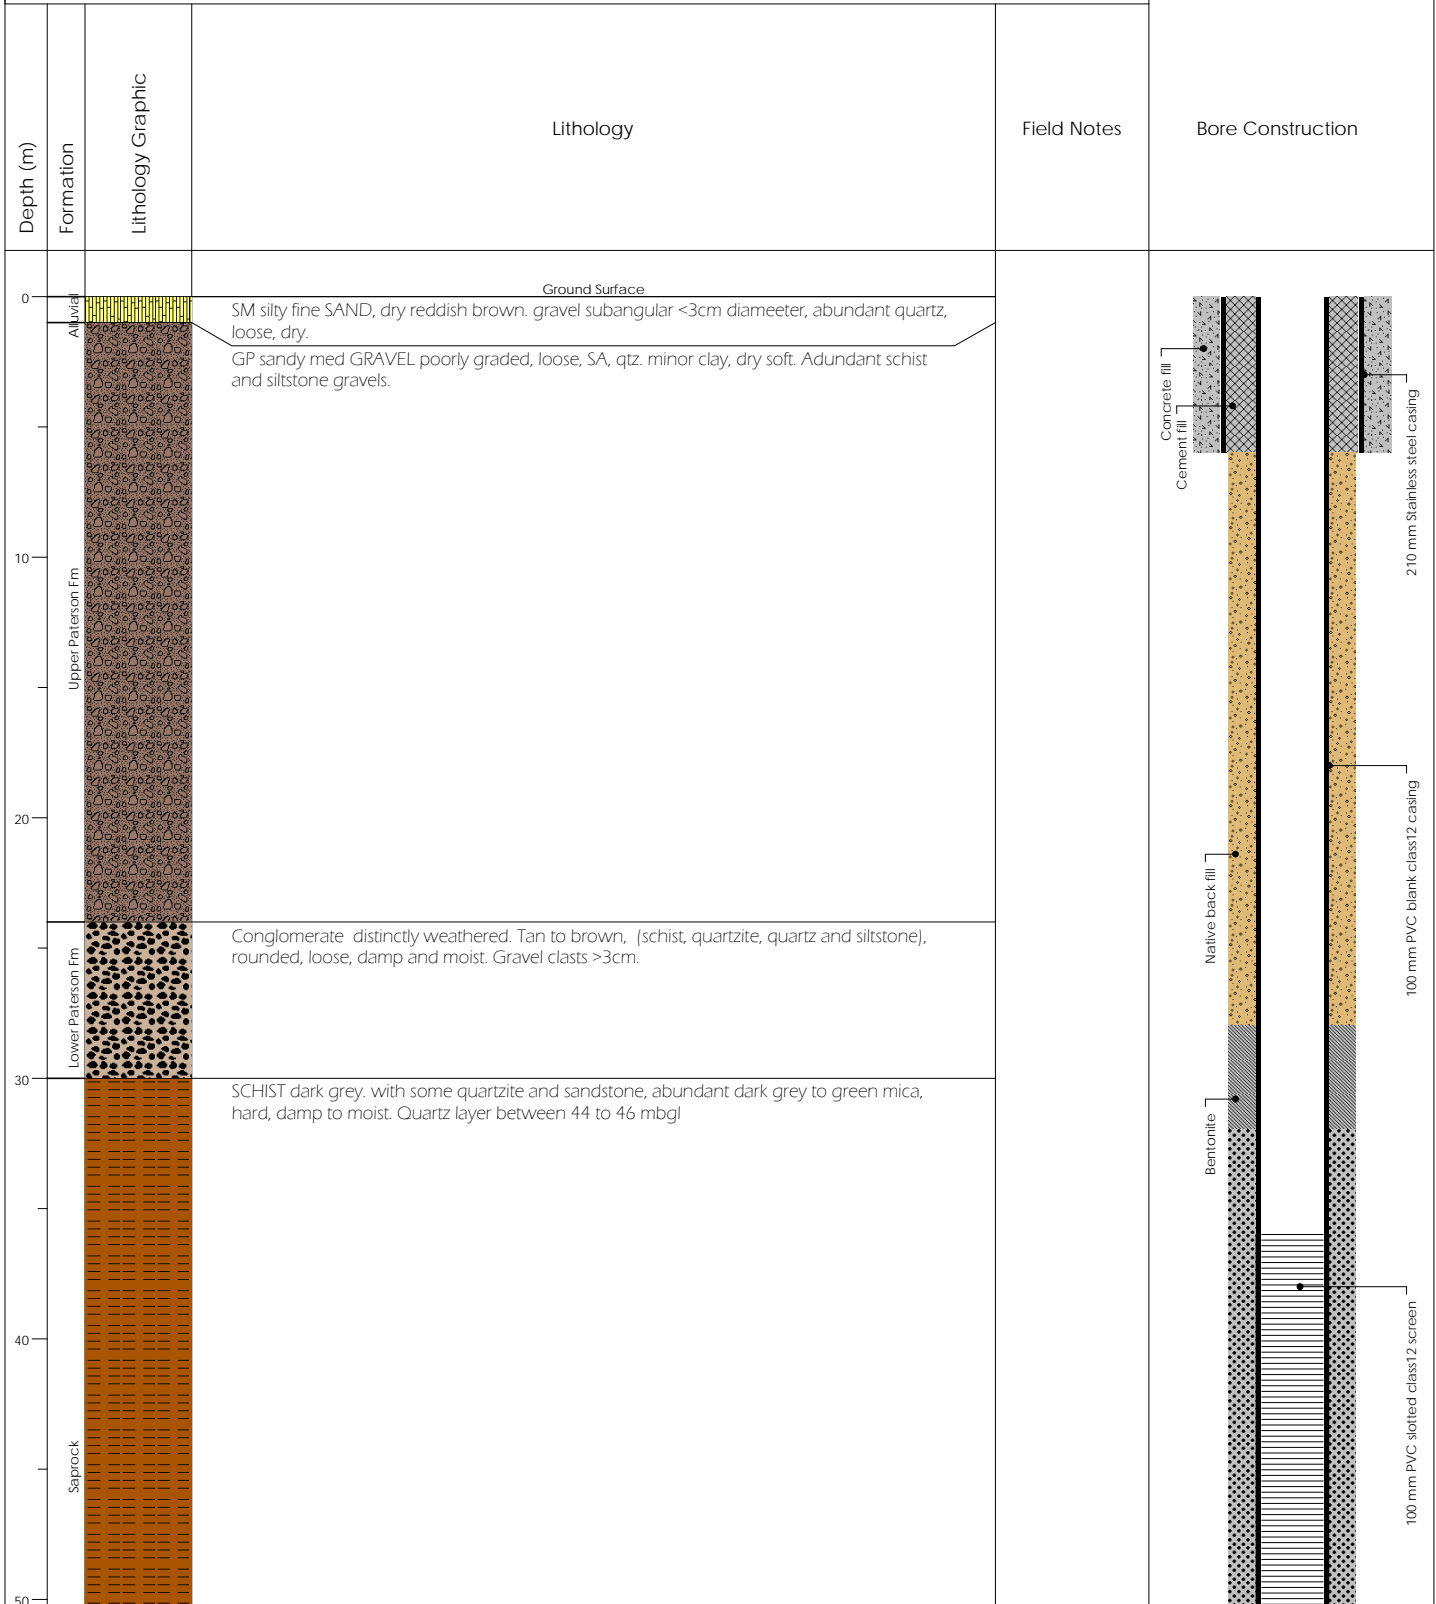 Depth (m)
Formation
Lithology Graphic
Lithology
Field Notes
Bore Construction
Ground Surface
0
Alluvial
SM silty fine SAND, dry reddish brown. gravel subangular <3cm diameeter, abundant quartz,
loose, dry.
GP sandy med GRAVEL poorly graded, loose, SA, qtz. minor clay, dry soft. Adundant schist
and siltstone gravels.
Concrete fill
Cement fill
210 mm Stainless steel casing
10
Upper Paterson Fm
20
100 mm PVC blank class12 casing
Native back fill
Lower Paterson Fm
Conglomerate distinctly weathered. Tan to brown, (schist, quartzite, quartz and siltstone),
rounded, loose, damp and moist. Gravel clasts >3cm.
30
SCHIST dark grey. with some quartzite and sandstone, abundant dark grey to green mica,
hard, damp to moist. Quartz layer between 44 to 46 mbgl
Bentonite
40
100 mm PVC slotted class12 screen
Saprock
50